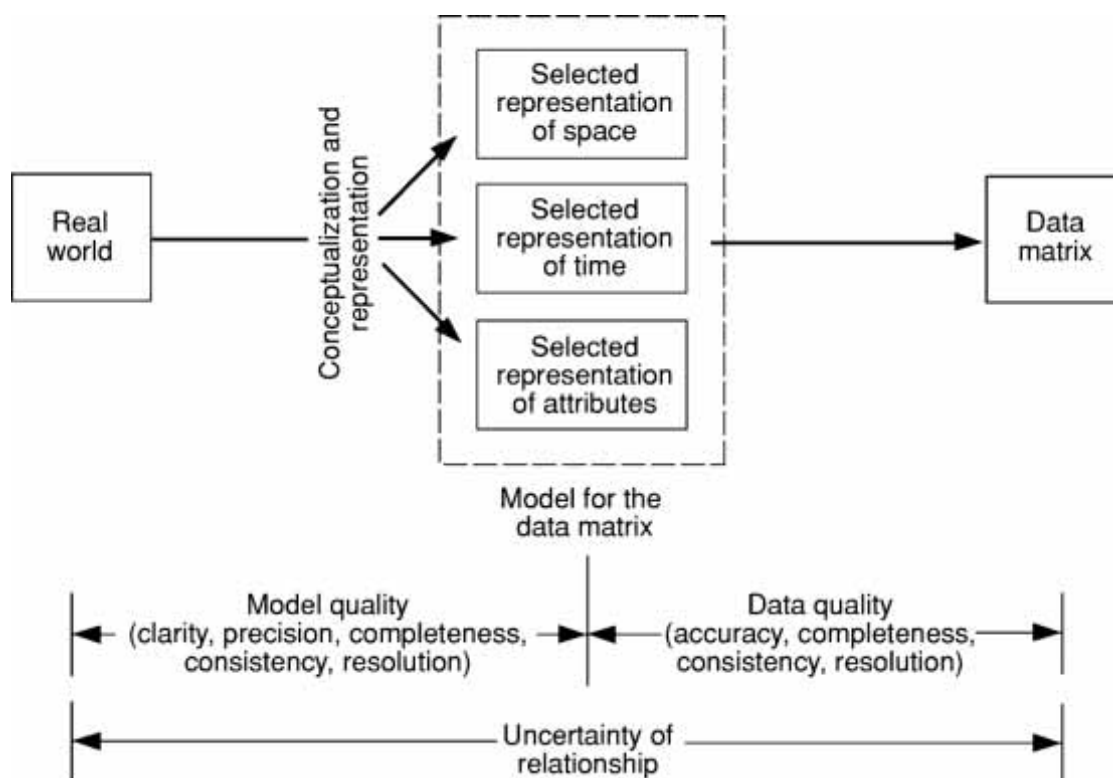 Real
world
Conceptualization and
representation
Selected
representation
of space
Selected
representation
of time
Selected
representation
of attributes
Data
matrix
Model for the
data matrix
Model quality
(clarity, precision, completeness,
consistency, resolution)
Data quality
(accuracy, completeness,
consistency, resolution)
Uncertainty of
relationship